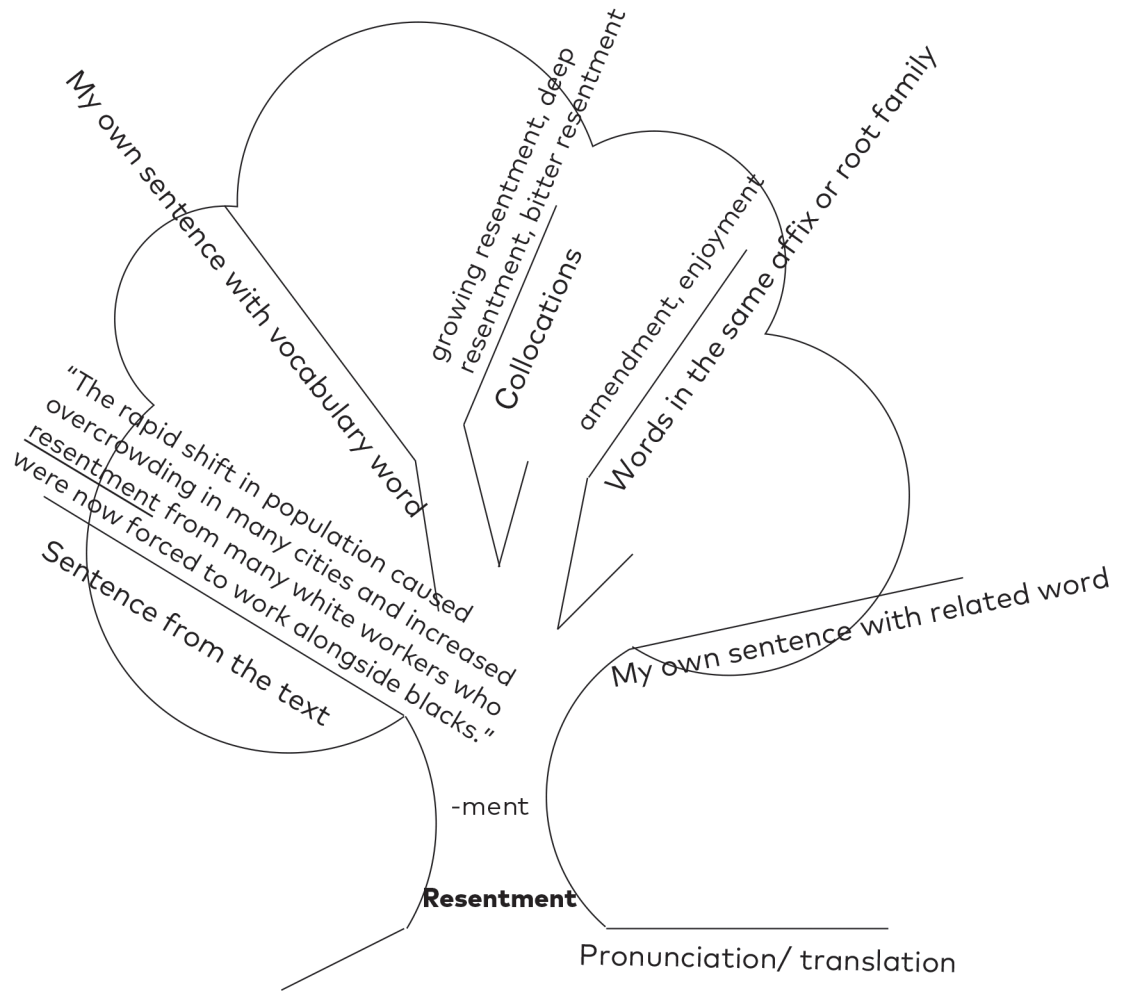 My own sentence with vocabulary word
growing resentment, deep
resentment, bitter resentment
Collocations
amendment, enjoyment
Words in the same affix or root family
"The rapid shift in population caused
overcrowding in many cities and increased
resentment from many white workers who
were now forced to work alongside blacks."
Sentence from the text
My own sentence with related word
-ment
Resentment
Pronunciation/ translation